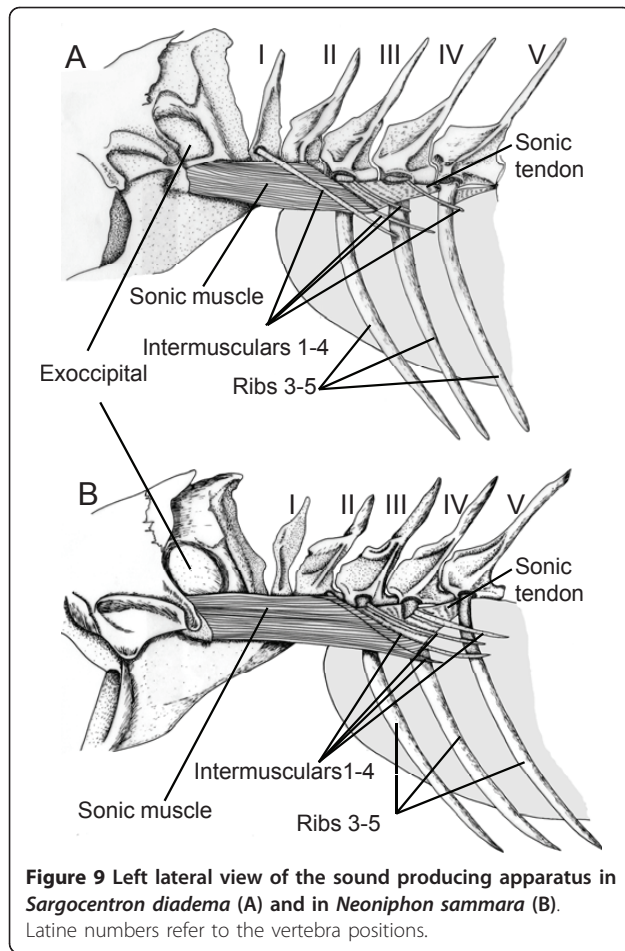 A
I
II
III
IV
V
Sonic
tendon
Sonic muscle
Intermusculars 1-4
Exoccipital
Ribs 3-5
B
I
II
III
IV
V
Sonic
tendon
Intermusculars1-4
Sonic muscle
Ribs 3-5
Figure 9 Left lateral view of the sound producing apparatus in
Sargocentron diadema (A) and in Neoniphon sammara (B).
Latine numbers refer to the vertebra positions.